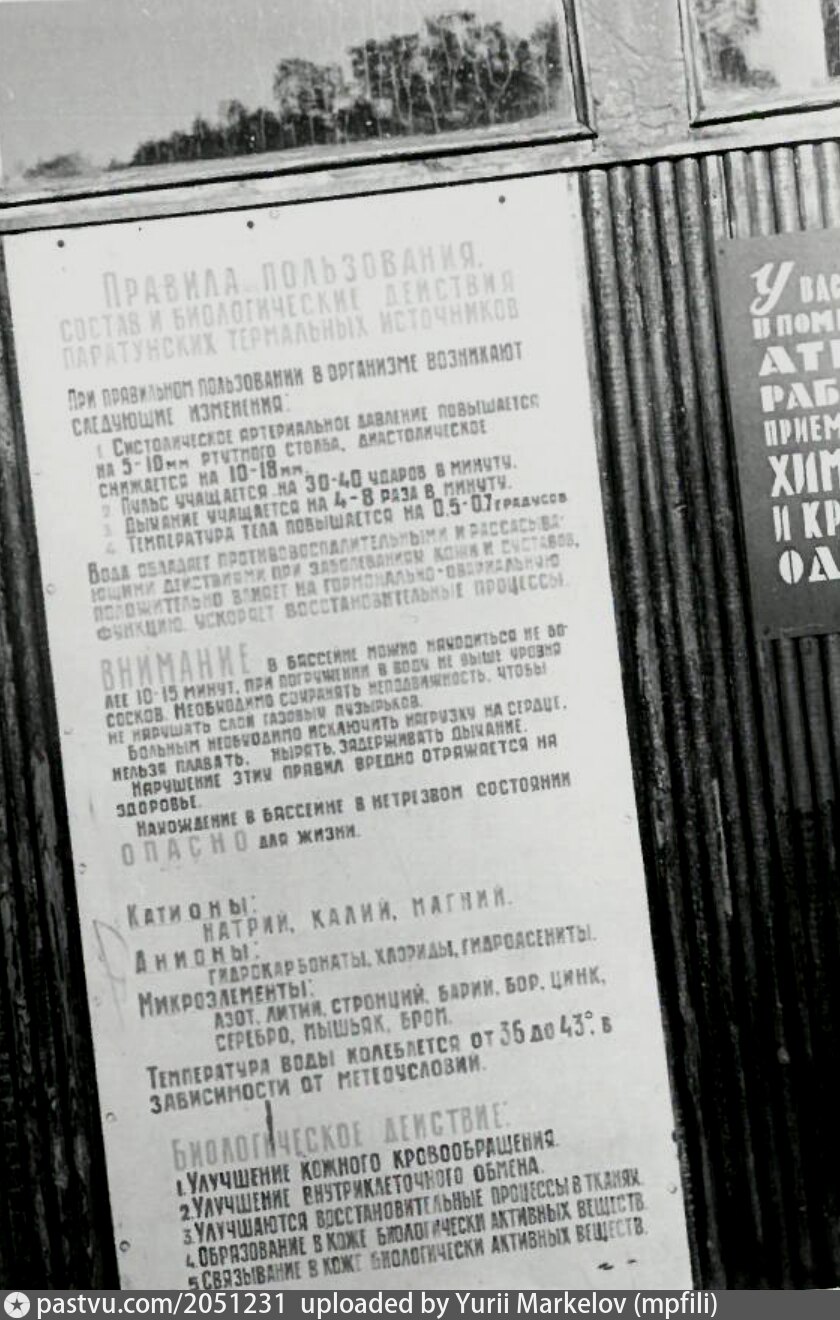 Правила пользования.
состав и биологические действия
паратунских термальных источников
При правильном пользовании в организме возникают
следующие изменения:
1. Систолическое артериальное давление повышается
на 5-10мм ртутного столба, диастолическое
снижается на 10-18мм.
2. Пульс учащается на 30-40 ударов в минуту.
3. Дыхание учащается на 4-8 раза в минуту.
4. Температура тела повышается на 0.5-0.7градусов
Вода обладает противовоспалительными и рассасыва-
ющими действиями при заболеваниях кожи и суставов,
положительно влияет на гормонально-овариальную
функцию, ускоряет восстановительные процессы.
ВНИМАНИЕ в бассейне можно находиться не бо-
лее 10-15 минут, при погружении в воду не выше уровня
сосков. Необходимо сохранять неподвижность, чтобы
не нарушать слой газовых пузырьков.
Больным необходимо исключить нагрузку на сердце,
нельзя плавать, нырять, задерживать дыхание.
Нарушение этих правил вредно отряжается на
здоровье.
Нахождение в бассейне в нетрезвом состоянии
ОПАСНО для жизни.
Катионы:
натрий, калий, магний.
Анионы:
гидрокарбонаты, хлориды, гидроасениты.
Микроэлементы:
азот, литий, стронций, барий, бор, цинк,
серебро, мышьяк, бром.
Температура воды колеблется от 36 до 43°. в
зависимости от метеоусловий.
Биологическое действие:
1. Улучшение кожного кровообращения.
2. Улучшение внутриклеточного обмена.
3. Улучшаются восстановительные процессы в тканях.
4. Образование в коже биологически активных веществ.
5. Связывание в коже биологически активных веществ.
У вас
в пом
АТ
РАБ
ПРИЕМ
ХИМ
И КР
ОД
pastvu.com/2051231 uploaded by Yurii Markelov (mpfili)